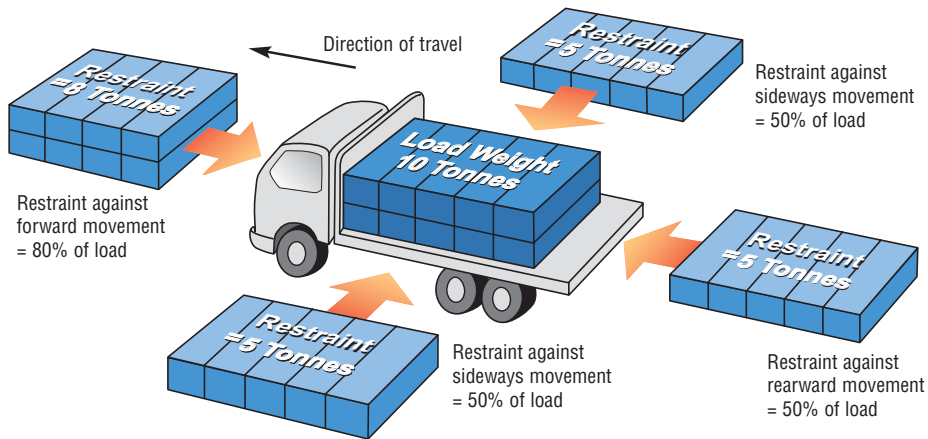 Direction of travel
Restraint
=8 Tonnes
Restraint against
forward movement
= 80% of load
Restraint
=5 Tonnes
Restraint against
sideways movement
= 50% of load
Load Weight
10 Tonnes
Restraint
=5 Tonnes
Restraint against
sideways movement
= 50% of load
Restraint
=5 Tonnes
Restraint against
rearward movement
= 50% of load